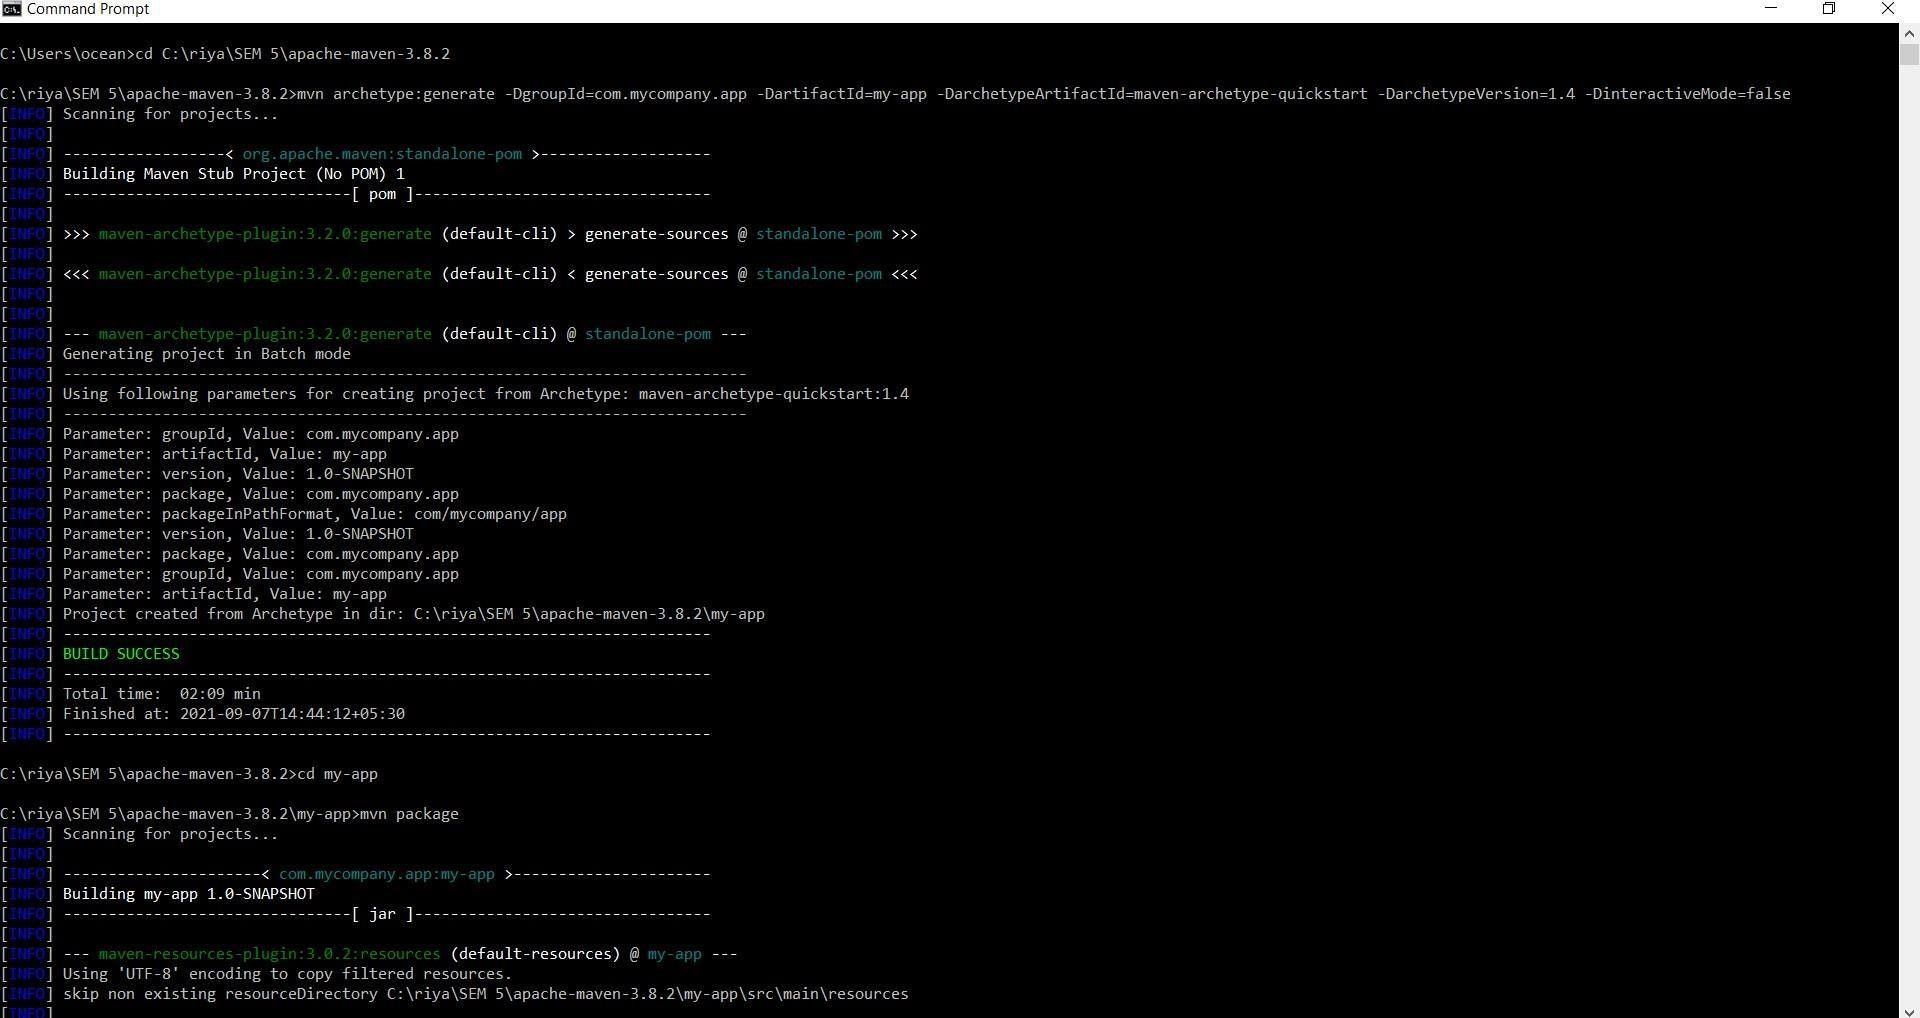 Command Prompt
C:\Users\ocean>cd C:\riya\SEM 5\apache-maven-3.8.2
C:\riya\SEM 5\apache-maven-3.8.2>mvn archetype:generate -DgroupId=com.mycompany.app -DartifactId=my-app -DarchetypeArtifactId=maven-archetype-quickstart -DarchetypeVersion=1.4 -DinteractiveMode=false
[INFO] Scanning for projects...
[INFO]
[INFO] ------------------< org.apache.maven:standalone-pom >-------------------
[INFO] Building Maven Stub Project (No POM) 1
[INFO] --------------------------------[ pom ]---------------------------------
[INFO]
[INFO] >>> maven-archetype-plugin:3.2.0:generate (default-cli) > generate-sources @ standalone-pom >>>
[INFO]
[INFO] <<< maven-archetype-plugin:3.2.0:generate (default-cli) < generate-sources @ standalone-pom <<<
[INFO]
[INFO]
[INFO] --- maven-archetype-plugin:3.2.0:generate (default-cli) @ standalone-pom ---
[INFO] Generating project in Batch mode
[INFO] ----------------------------------------------------------------------------
[INFO] Using following parameters for creating project from Archetype: maven-archetype-quickstart:1.4
[INFO] ----------------------------------------------------------------------------
[INFO] Parameter: groupId, Value: com.mycompany.app
[INFO] Parameter: artifactId, Value: my-app
[INFO] Parameter: version, Value: 1.0-SNAPSHOT
[INFO] Parameter: package, Value: com.mycompany.app
[INFO] Parameter: packageInPathFormat, Value: com/mycompany/app
[INFO] Parameter: version, Value: 1.0-SNAPSHOT
[INFO] Parameter: package, Value: com.mycompany.app
[INFO] Parameter: groupId, Value: com.mycompany.app
[INFO] Parameter: artifactId, Value: my-app
[INFO] Project created from Archetype in dir: C:\riya\SEM 5\apache-maven-3.8.2\my-app
[INFO] ------------------------------------------------------------------------
[INFO] BUILD SUCCESS
[INFO] ------------------------------------------------------------------------
[INFO] Total time:  02:09 min
[INFO] Finished at: 2021-09-07T14:44:12+05:30
[INFO] ------------------------------------------------------------------------
C:\riya\SEM 5\apache-maven-3.8.2>cd my-app
C:\riya\SEM 5\apache-maven-3.8.2\my-app>mvn package
[INFO] Scanning for projects...
[INFO]
[INFO] ----------------------< com.mycompany.app:my-app >----------------------
[INFO] Building my-app 1.0-SNAPSHOT
[INFO] --------------------------------[ jar ]---------------------------------
[INFO]
[INFO] --- maven-resources-plugin:3.0.2:resources (default-resources) @ my-app ---
[INFO] Using 'UTF-8' encoding to copy filtered resources.
[INFO] skip non existing resourceDirectory C:\riya\SEM 5\apache-maven-3.8.2\my-app\src\main\resources
[INFO]